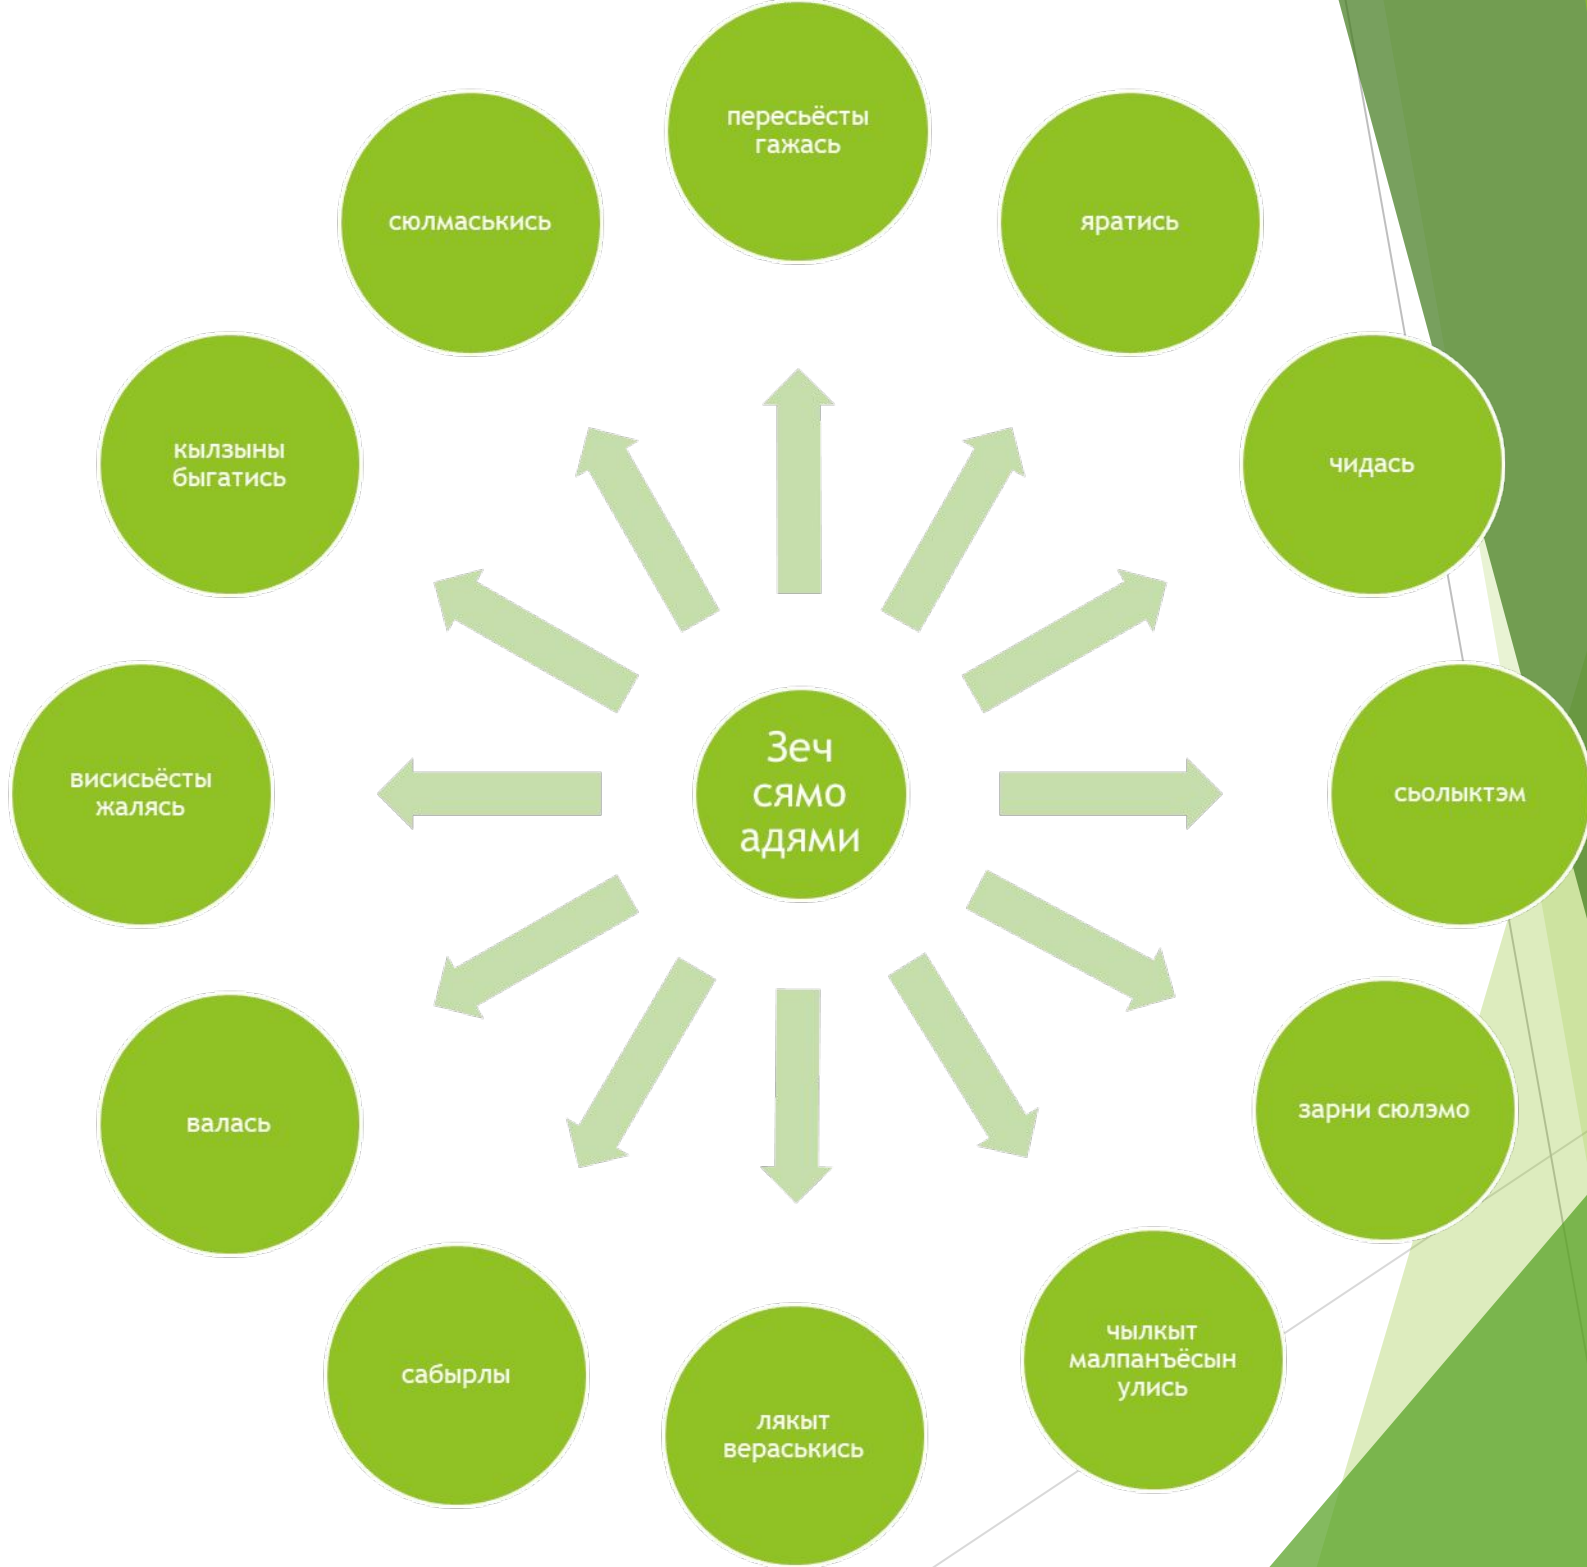 пересьёсты
гажась
яратись
чидась
сьолыктэм
зарни сюлэмо
чылкыт
малпанъёсын
улись
лякыт
вераськись
сабырлы
валась
висисьёсты
жалясь
кылзыны
быгатись
сюлмаськись
Зеч
сямо
адями